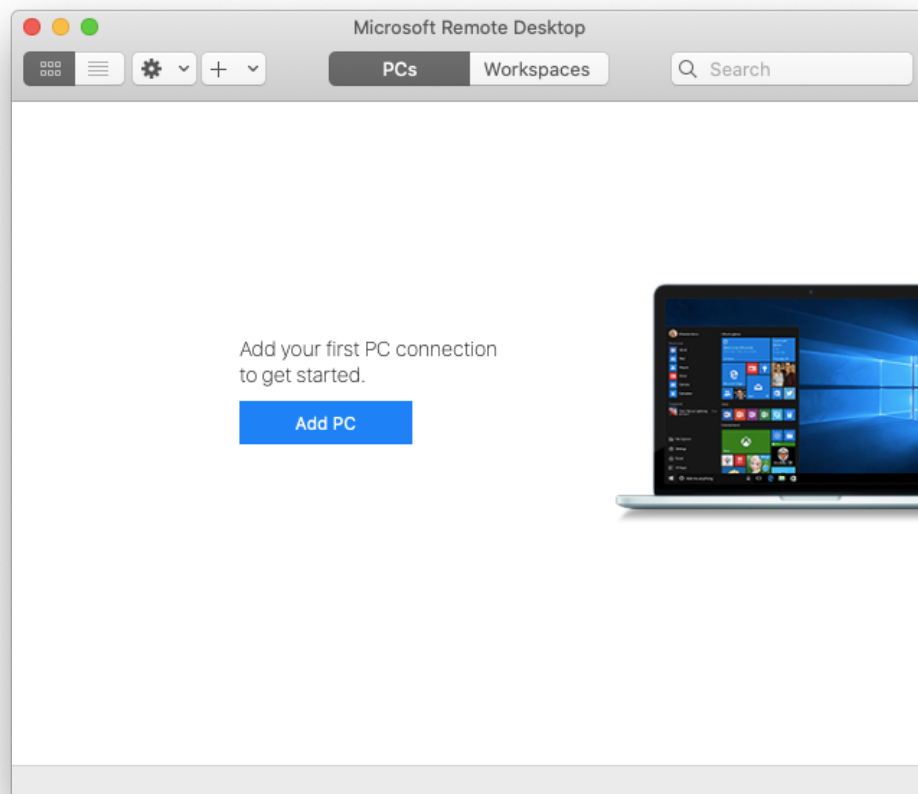 Microsoft Remote Desktop
PCs Workspaces Search
Add your first PC connection
to get started.
Add PC